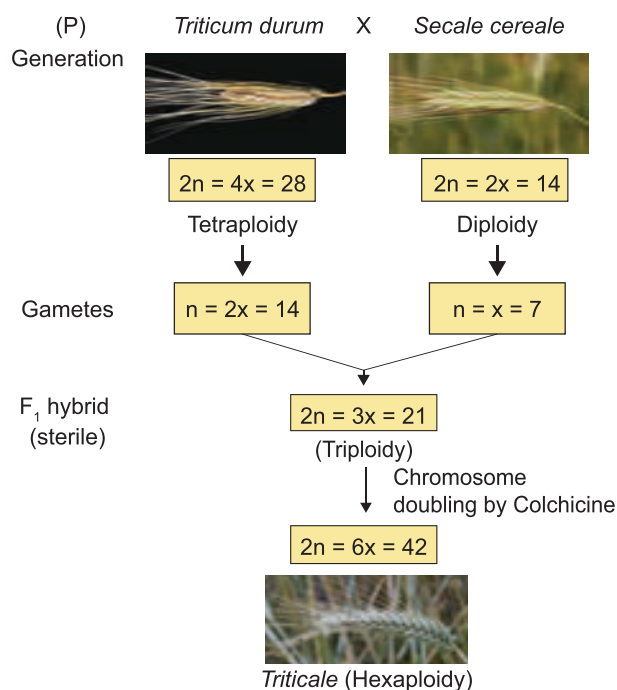 (P) Triticum durum X Secale cereale
Generation
2n = 4x = 28 2n = 2x = 14
Tetraploidy Diploidy
Gametes n = 2x = 14 n = x = 7
F₁ hybrid 2n = 3x = 21
(sterile) (Triploidy)
Chromosome
doubling by Colchicine
2n = 6x = 42
Triticale (Hexaploidy)